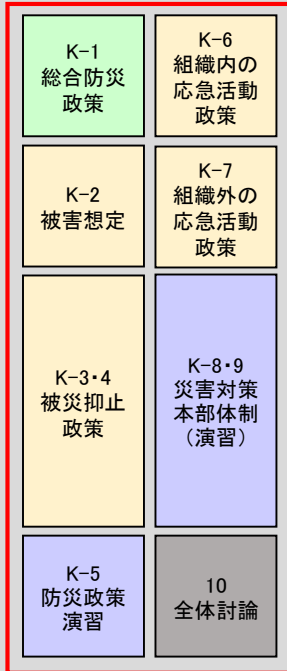 K-1
総合防災
政策
K-2
被害想定
K-3・4
被災抑止
政策
K-5
防災政策
演習
K-6
組織内の
応急活動
政策
K-7
組織外の
応急活動
政策
K-8・9
災害対策
本部体制
（演習）
10
全体討論